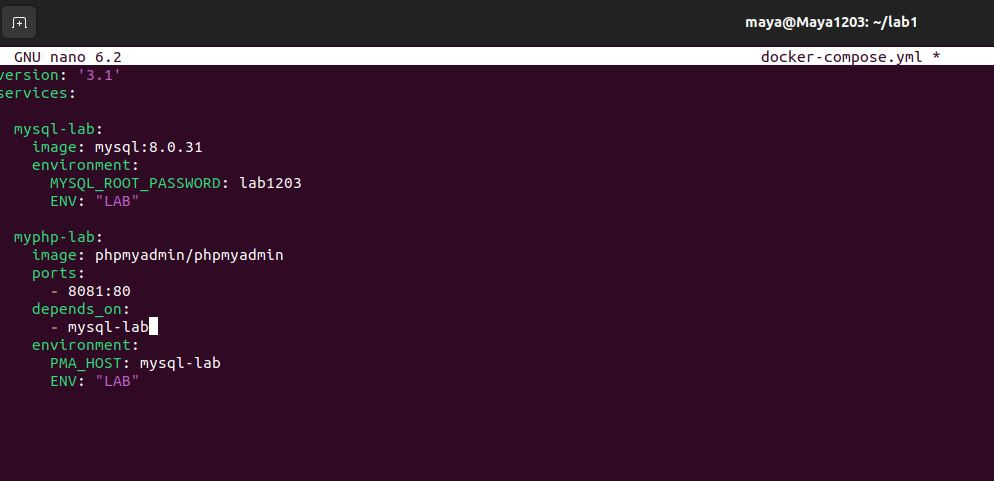 maya@Maya1203: ~/lab1
GNU nano 6.2 docker-compose.yml *
version: '3.1'
services:
mysql-lab:
image: mysql:8.0.31
environment:
MYSQL_ROOT_PASSWORD: lab1203
ENV: "LAB"
myphp-lab:
image: phpmyadmin/phpmyadmin
ports:
- 8081:80
depends_on:
- mysql-lab
environment:
PMA_HOST: mysql-lab
ENV: "LAB"